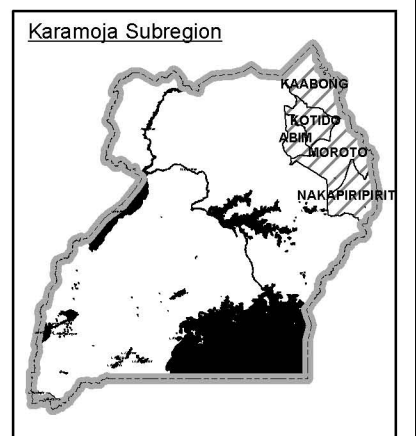 Karamoja Subregion
KAABONG
KOTIDO
ABIM
MOROTO
NAKAPIRIPIRIT